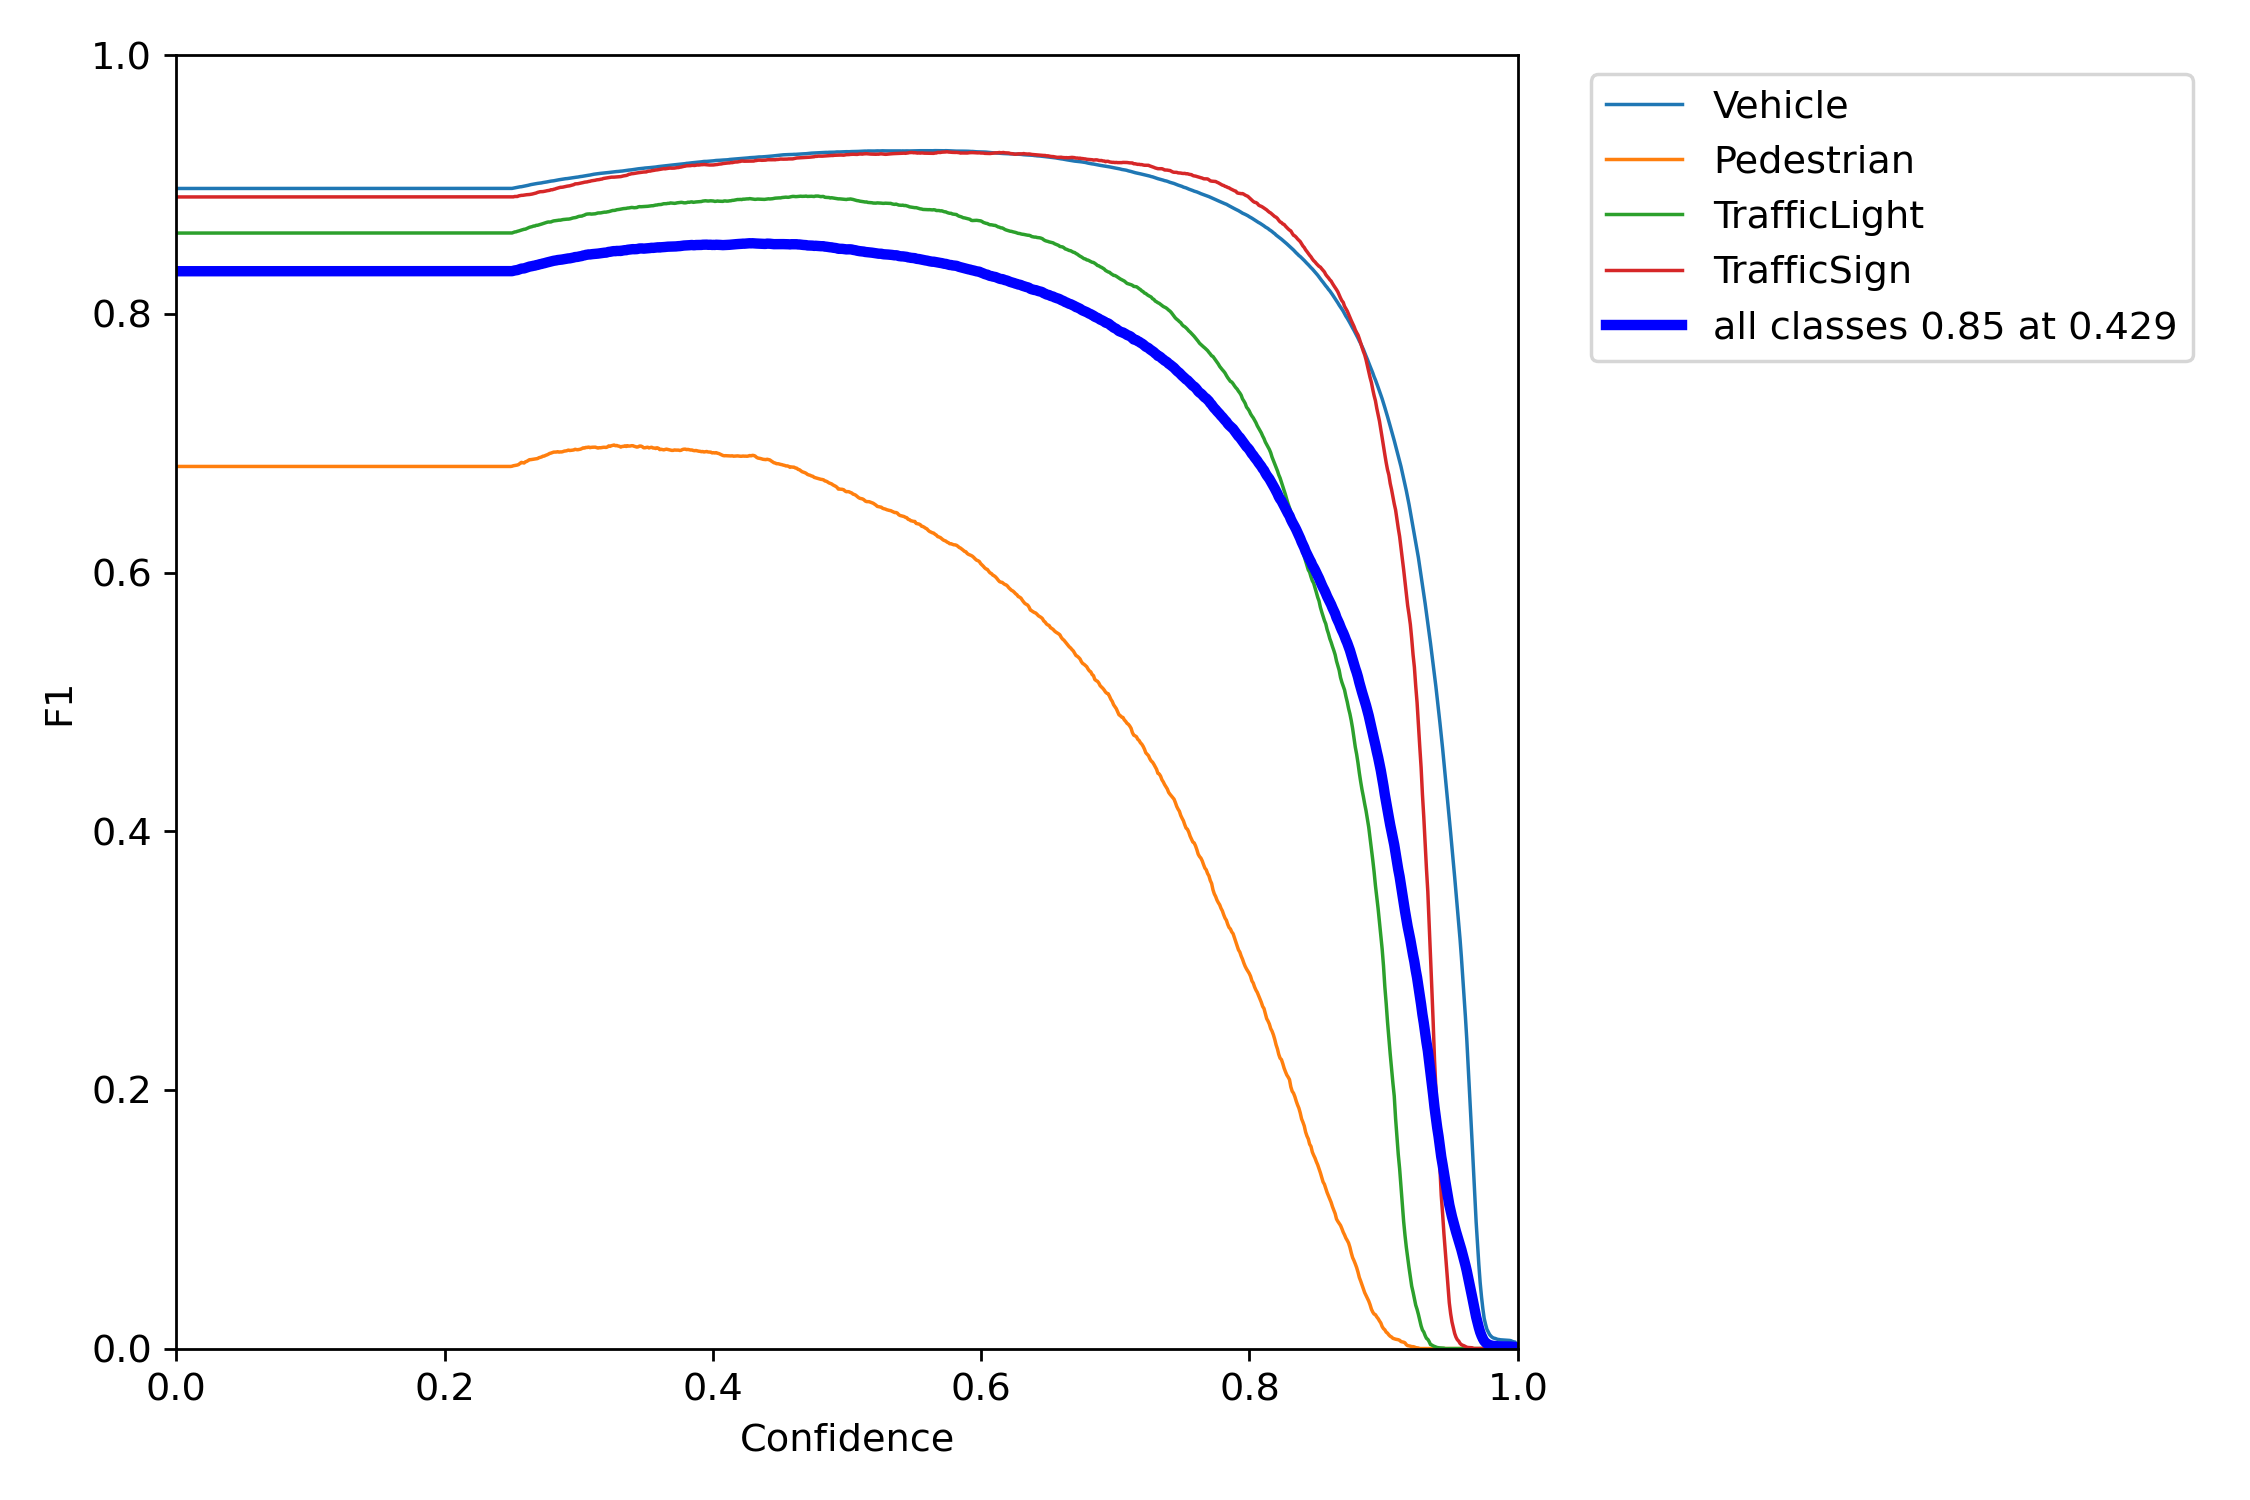 1.0
0.8
0.6
0.4
0.2
0.0
F1
0.0 0.2 0.4 0.6 0.8 1.0
Confidence
Vehicle
Pedestrian
TrafficLight
TrafficSign
all classes 0.85 at 0.429